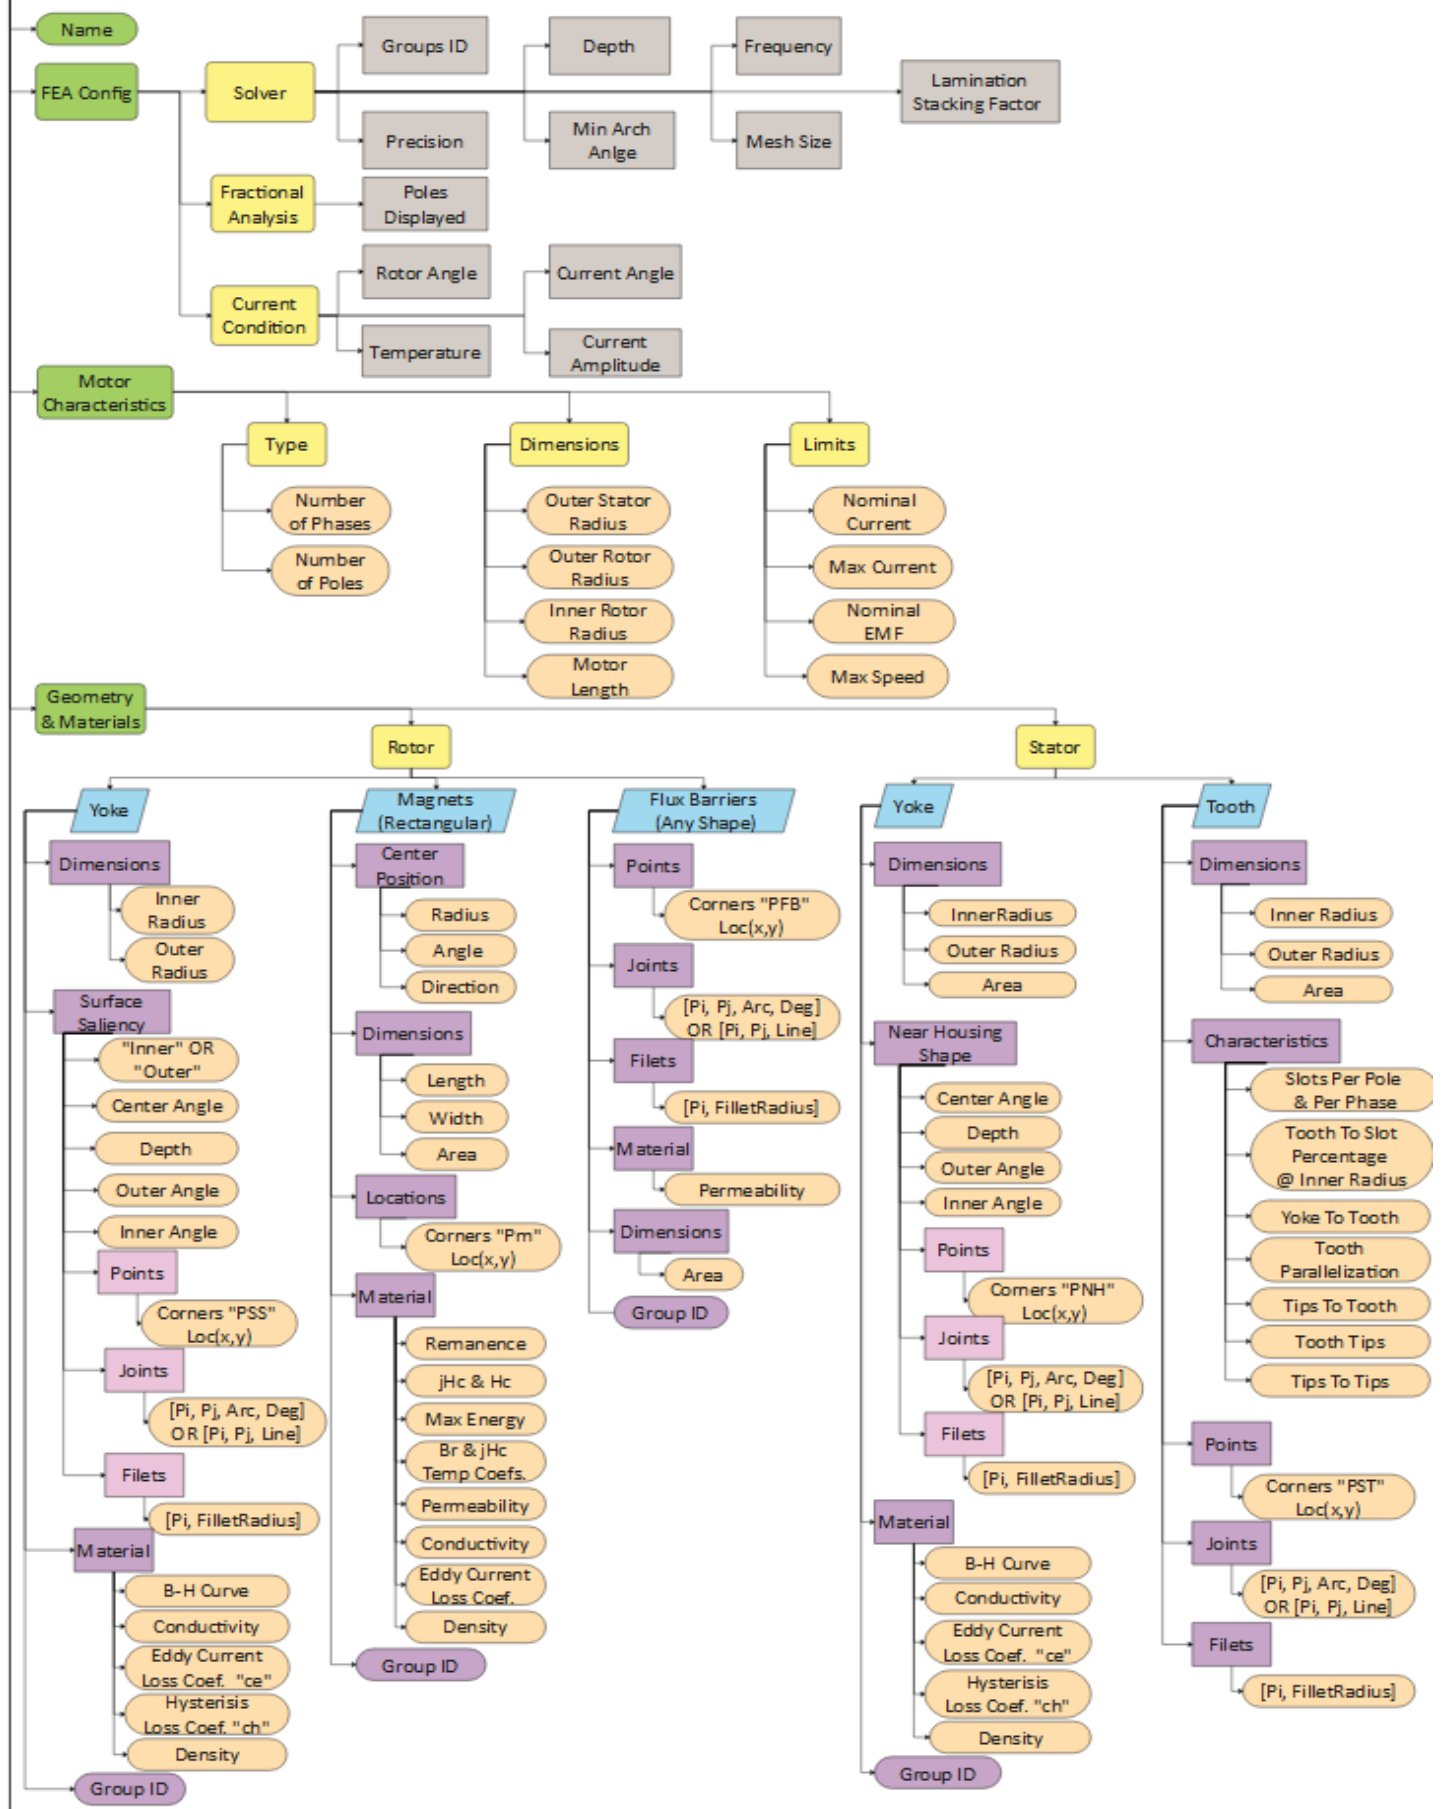 Name
FEA Config
Solver
Groups ID
Depth
Frequency
Lamination
Stacking Factor
Precision
Min Arch
Anlge
Mesh Size
Fractional
Analysis
Poles
Displayed
Current
Condition
Rotor Angle
Current Angle
Temperature
Current
Amplitude
Motor
Characteristics
Type
Number
of Phases
Number
of Poles
Dimensions
Outer Stator
Radius
Outer Rotor
Radius
Inner Rotor
Radius
Motor
Length
Limits
Nominal
Current
Max Current
Nominal
EMF
Max Speed
Geometry
& Materials
Rotor
Stator
Yoke
Dimensions
Inner
Radius
Outer
Radius
Surface
Saliency
"Inner" OR
"Outer"
Center Angle
Depth
Outer Angle
Inner Angle
Points
Corners "PSS"
Loc(x,y)
Joints
[Pi, Pj, Arc, Deg]
OR [Pi, Pj, Line]
Filets
[Pi, FilletRadius]
Material
B-H Curve
Conductivity
Eddy Current
Loss Coef. "ce"
Hysterisis
Loss Coef. "ch"
Density
Group ID
Magnets
(Rectangular)
Center
Position
Radius
Angle
Direction
Dimensions
Length
Width
Area
Locations
Corners "Pm"
Loc(x,y)
Material
Remanence
jHc & Hc
Max Energy
Br & jHc
Temp Coefs.
Permeability
Conductivity
Eddy Current
Loss Coef.
Density
Group ID
Flux Barriers
(Any Shape)
Points
Corners "PFB"
Loc(x,y)
Joints
[Pi, Pj, Arc, Deg]
OR [Pi, Pj, Line]
Filets
[Pi, FilletRadius]
Material
Permeability
Dimensions
Area
Group ID
Yoke
Dimensions
InnerRadius
Outer Radius
Area
Near Housing
Shape
Center Angle
Depth
Outer Angle
Inner Angle
Points
Corners "PNH"
Loc(x,y)
Joints
[Pi, Pj, Arc, Deg]
OR [Pi, Pj, Line]
Filets
[Pi, FilletRadius]
Material
B-H Curve
Conductivity
Eddy Current
Loss Coef. "ce"
Hysterisis
Loss Coef. "ch"
Density
Group ID
Tooth
Dimensions
Inner Radius
Outer Radius
Area
Characteristics
Slots Per Pole
& Per Phase
Tooth To Slot
Percentage
@ Inner Radius
Yoke To Tooth
Tooth
Parallelization
Tips To Tooth
Tooth Tips
Tips To Tips
Points
Corners "PST"
Loc(x,y)
Joints
[Pi, Pj, Arc, Deg]
OR [Pi, Pj, Line]
Filets
[Pi, FilletRadius]